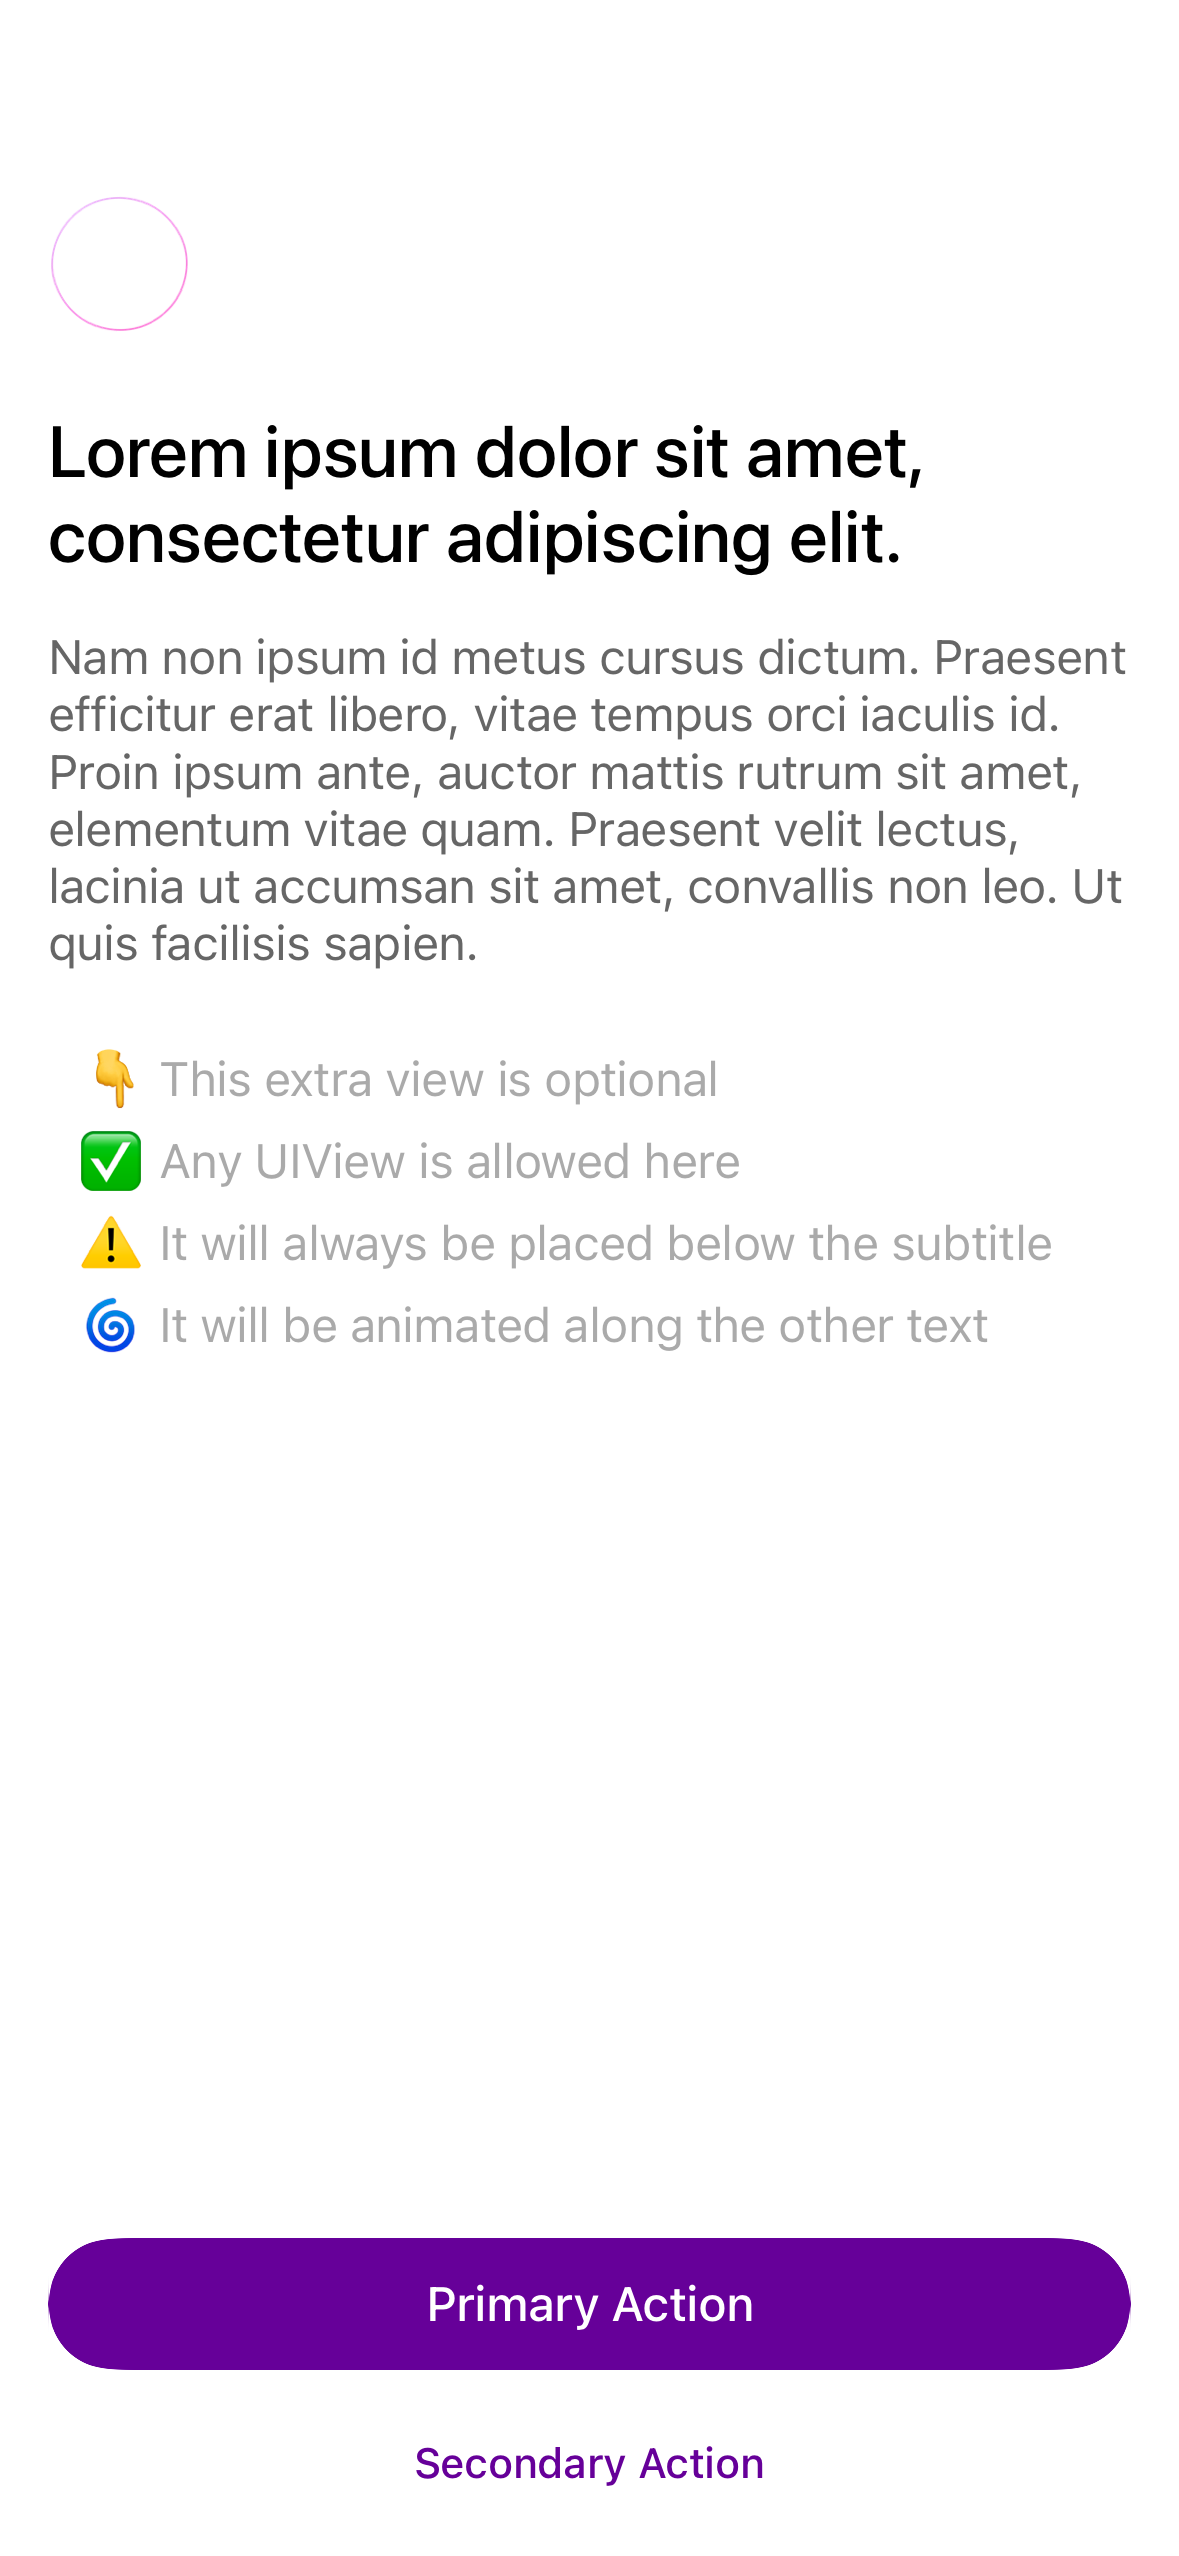 Lorem ipsum dolor sit amet,
consectetur adipiscing elit.
Nam non ipsum id metus cursus dictum. Praesent
efficitur erat libero, vitae tempus orci iaculis id.
Proin ipsum ante, auctor mattis rutrum sit amet,
elementum vitae quam. Praesent velit lectus,
lacinia ut accumsan sit amet, convallis non leo. Ut
quis facilisis sapien.
👇 This extra view is optional
✅ Any UIView is allowed here
⚠️ It will always be placed below the subtitle
🌀 It will be animated along the other text
Primary Action
Secondary Action